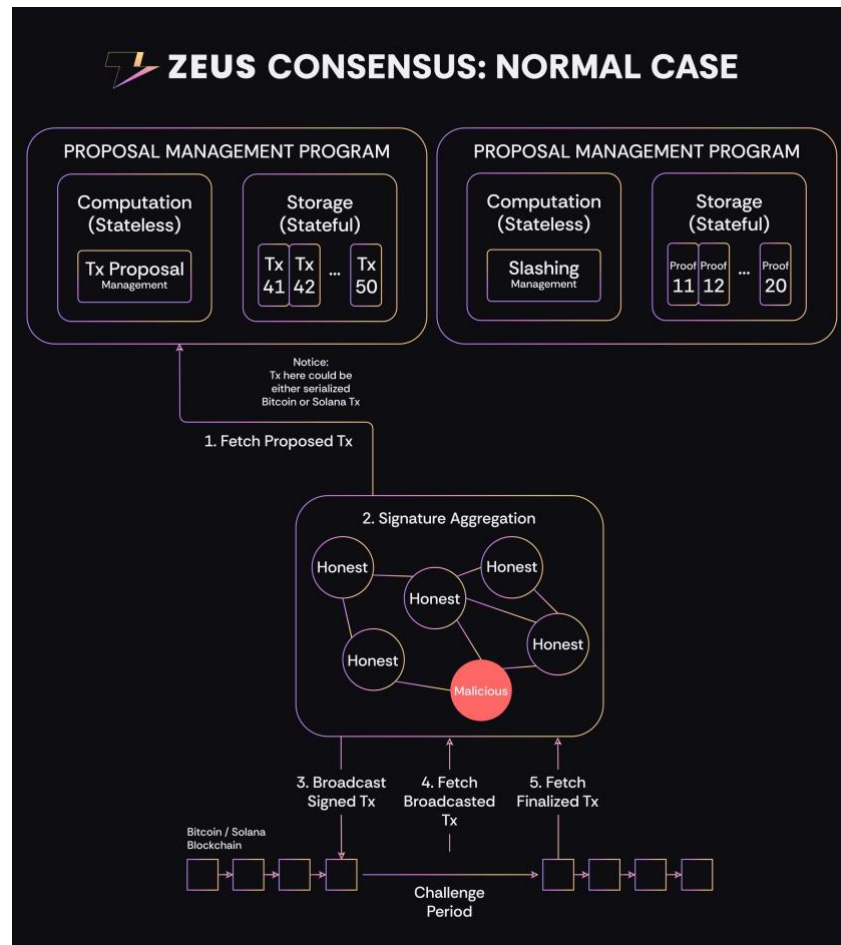 ZEUS CONSENSUS: NORMAL CASE
PROPOSAL MANAGEMENT PROGRAM
Computation
(Stateless)
Tx Proposal
Management
Storage
(Stateful)
Tx
41
Tx
42
...
Tx
50
PROPOSAL MANAGEMENT PROGRAM
Computation
(Stateless)
Slashing
Management
Storage
(Stateful)
Proof
11
Proof
12
...
Proof
20
Notice:
Tx here could be
either serialized
Bitcoin or Solana Tx
1. Fetch Proposed Tx
2. Signature Aggregation
Honest
Honest
Honest
Honest
Honest
Malicious
3. Broadcast
Signed Tx
4. Fetch
Broadcasted
Tx
5. Fetch
Finalized Tx
Bitcoin / Solana
Blockchain
Challenge
Period